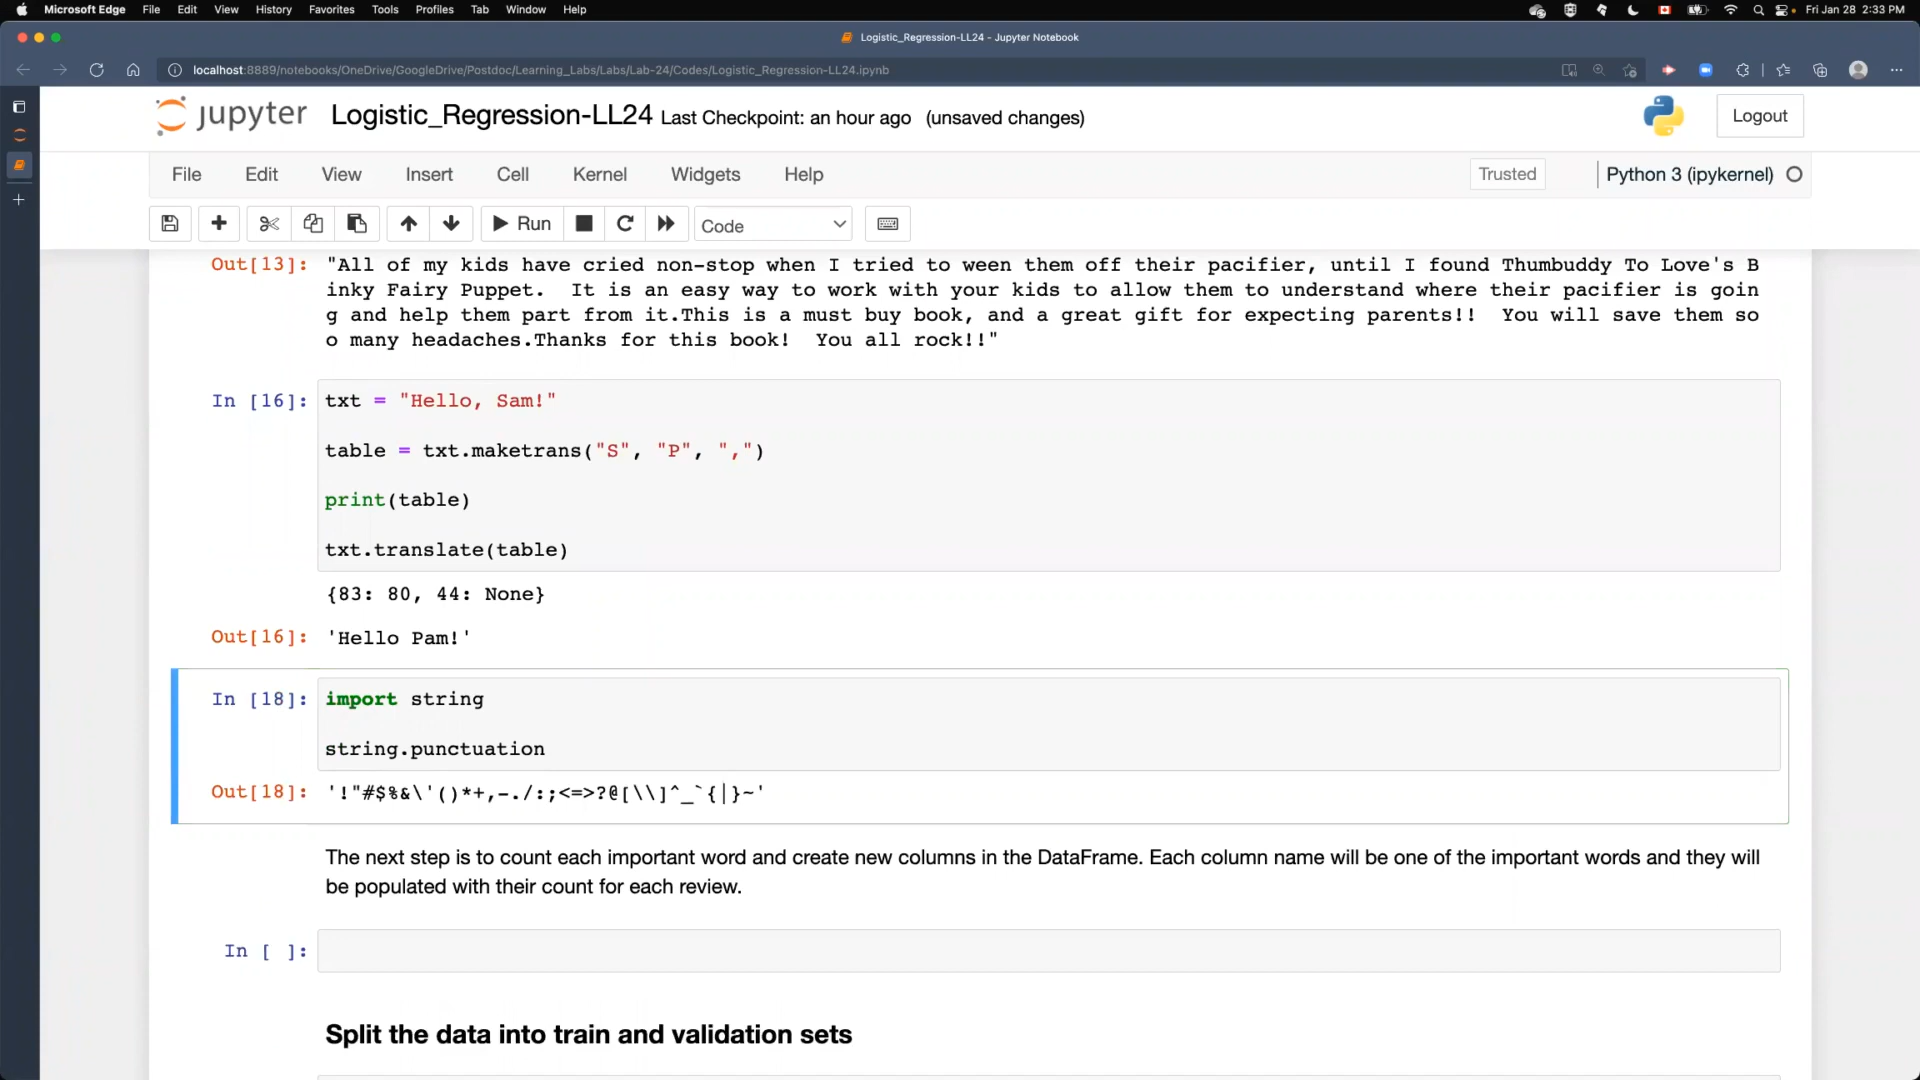 Microsoft Edge File Edit View History Favorites Tools Profiles Tab Window Help Fri Jan 28 2:33 PM
Logistic_Regression-LL24 - Jupyter Notebook
localhost:8889/notebooks/OneDrive/GoogleDrive/Postdoc/Learning_Labs/Labs/Lab-24/Codes/Logistic_Regression-LL24.ipynb
jupyter Logistic_Regression-LL24 Last Checkpoint: an hour ago (unsaved changes) Logout
File Edit View Insert Cell Kernel Widgets Help Trusted Python 3 (ipykernel)
Run Code
Out[13]: "All of my kids have cried non-stop when I tried to ween them off their pacifier, until I found Thumbuddy To Love's B
inky Fairy Puppet.  It is an easy way to work with your kids to allow them to understand where their pacifier is goin
g and help them part from it.This is a must buy book, and a great gift for expecting parents!!  You will save them so
o many headaches.Thanks for this book!  You all rock!!"
In [16]: txt = "Hello, Sam!"
table = txt.maketrans("S", "P", ",")
print(table)
txt.translate(table)
{83: 80, 44: None}
Out[16]: 'Hello Pam!'
In [18]: import string
string.punctuation
Out[18]: '!"#$%&\'()*+,-./:;<=>?@[\\]^_`{|}~'
The next step is to count each important word and create new columns in the DataFrame. Each column name will be one of the important words and they will
be populated with their count for each review.
In [ ]:
Split the data into train and validation sets